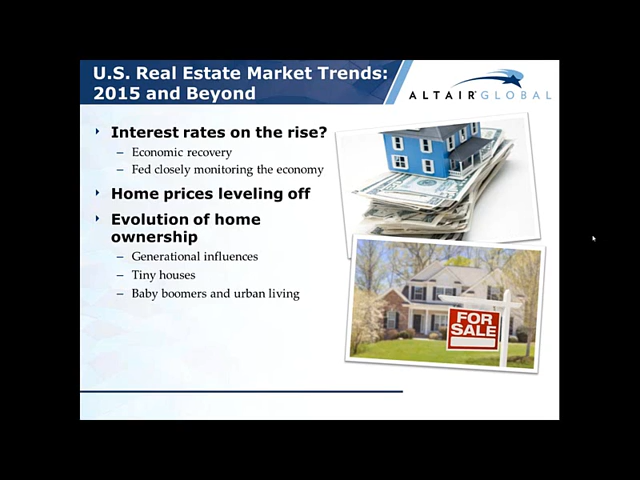 U.S. Real Estate Market Trends:
2015 and Beyond
ALTAIR GLOBAL
Interest rates on the rise?
– Economic recovery
– Fed closely monitoring the economy
Home prices leveling off
Evolution of home
ownership
– Generational influences
– Tiny houses
– Baby boomers and urban living
FOR
SALE